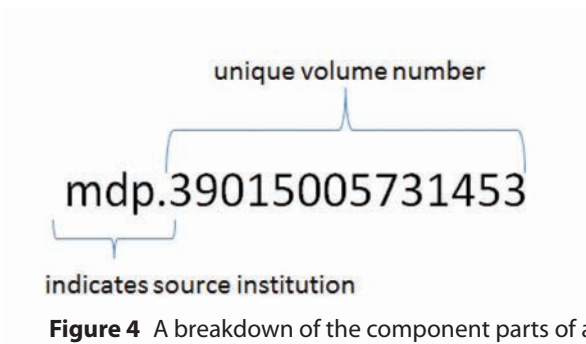 unique volume number
mdp.39015005731453
indicates source institution
Figure 4 A breakdown of the component parts of a